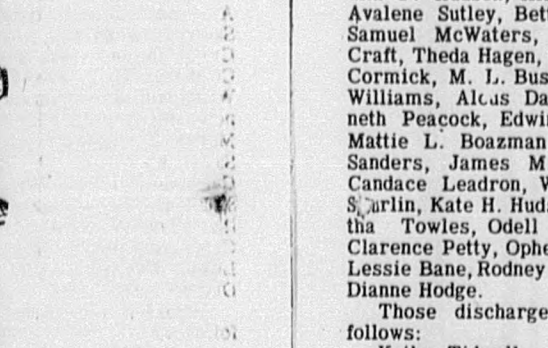 Avalene Sutley, Bet
Samuel McWaters,
Craft, Theda Hagen,
Cormick, M. L. Bus
Williams, Da
neth Peacock, Edwi
Mattie L. Boazman
Sanders, James M
Candace Leadron, W
Kate H. Hud
tha Towles, Odell
Clarence Petty, Ophe
Lessie Bane, Rodney
Dianne Hodge.
Those discharge
follows: